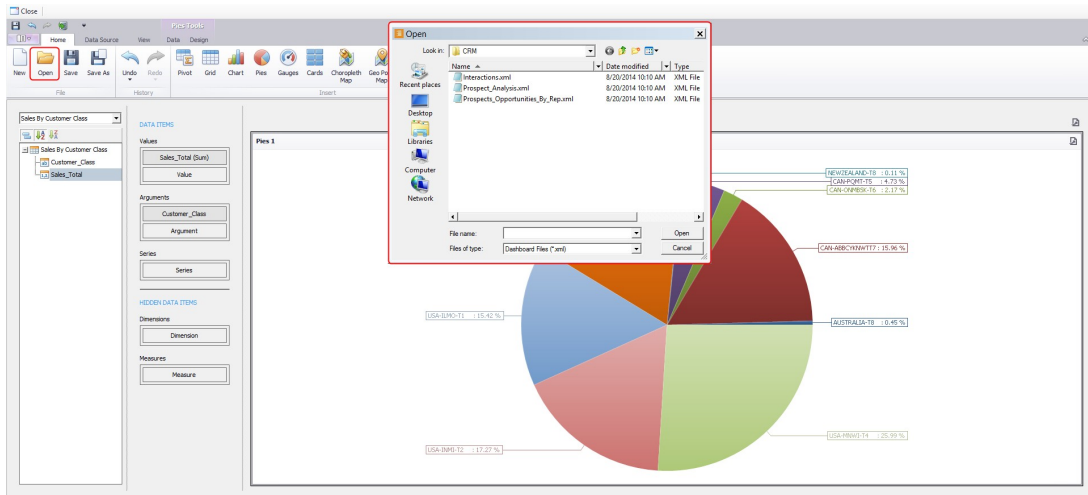 Close
Pies Tools
Home Data Source View Data Design
New Open Save Save As Undo Redo Pivot Grid Chart Pies Gauges Cards Choropleth Map Geo Po Map
File History Insert
Open
Look in: CRM
Name Date modified Type
Interactions.xml 8/20/2014 10:10 AM XML File
Prospect_Analysis.xml 8/20/2014 10:10 AM XML File
Prospects_Opportunities_By_Rep.xml 8/20/2014 10:10 AM XML File
Recent places
Desktop
Libraries
Computer
Network
File name: Open
Files of type: Dashboard Files (*.xml) Cancel
Sales By Customer Class
Sales By Customer Class
Customer_Class
Sales_Total
DATA ITEMS
Values
Sales_Total (Sum)
Value
Arguments
Customer_Class
Argument
Series
Series
HIDDEN DATA ITEMS
Dimensions
Dimension
Measures
Measure
Pies 1
NEWZEALAND-T8 : 0.11 %
CAN-PQMT-T5 : 4.73 %
CAN-ONMBSK-T6 : 2.17 %
CAN-ABBCYKNWTT7 : 15.96 %
AUSTRALIA-T8 : 0.45 %
USA-MNWI-T4 : 25.99 %
USA-ILMO-T1 : 15.42 %
USA-INMI-T2 : 17.27 %